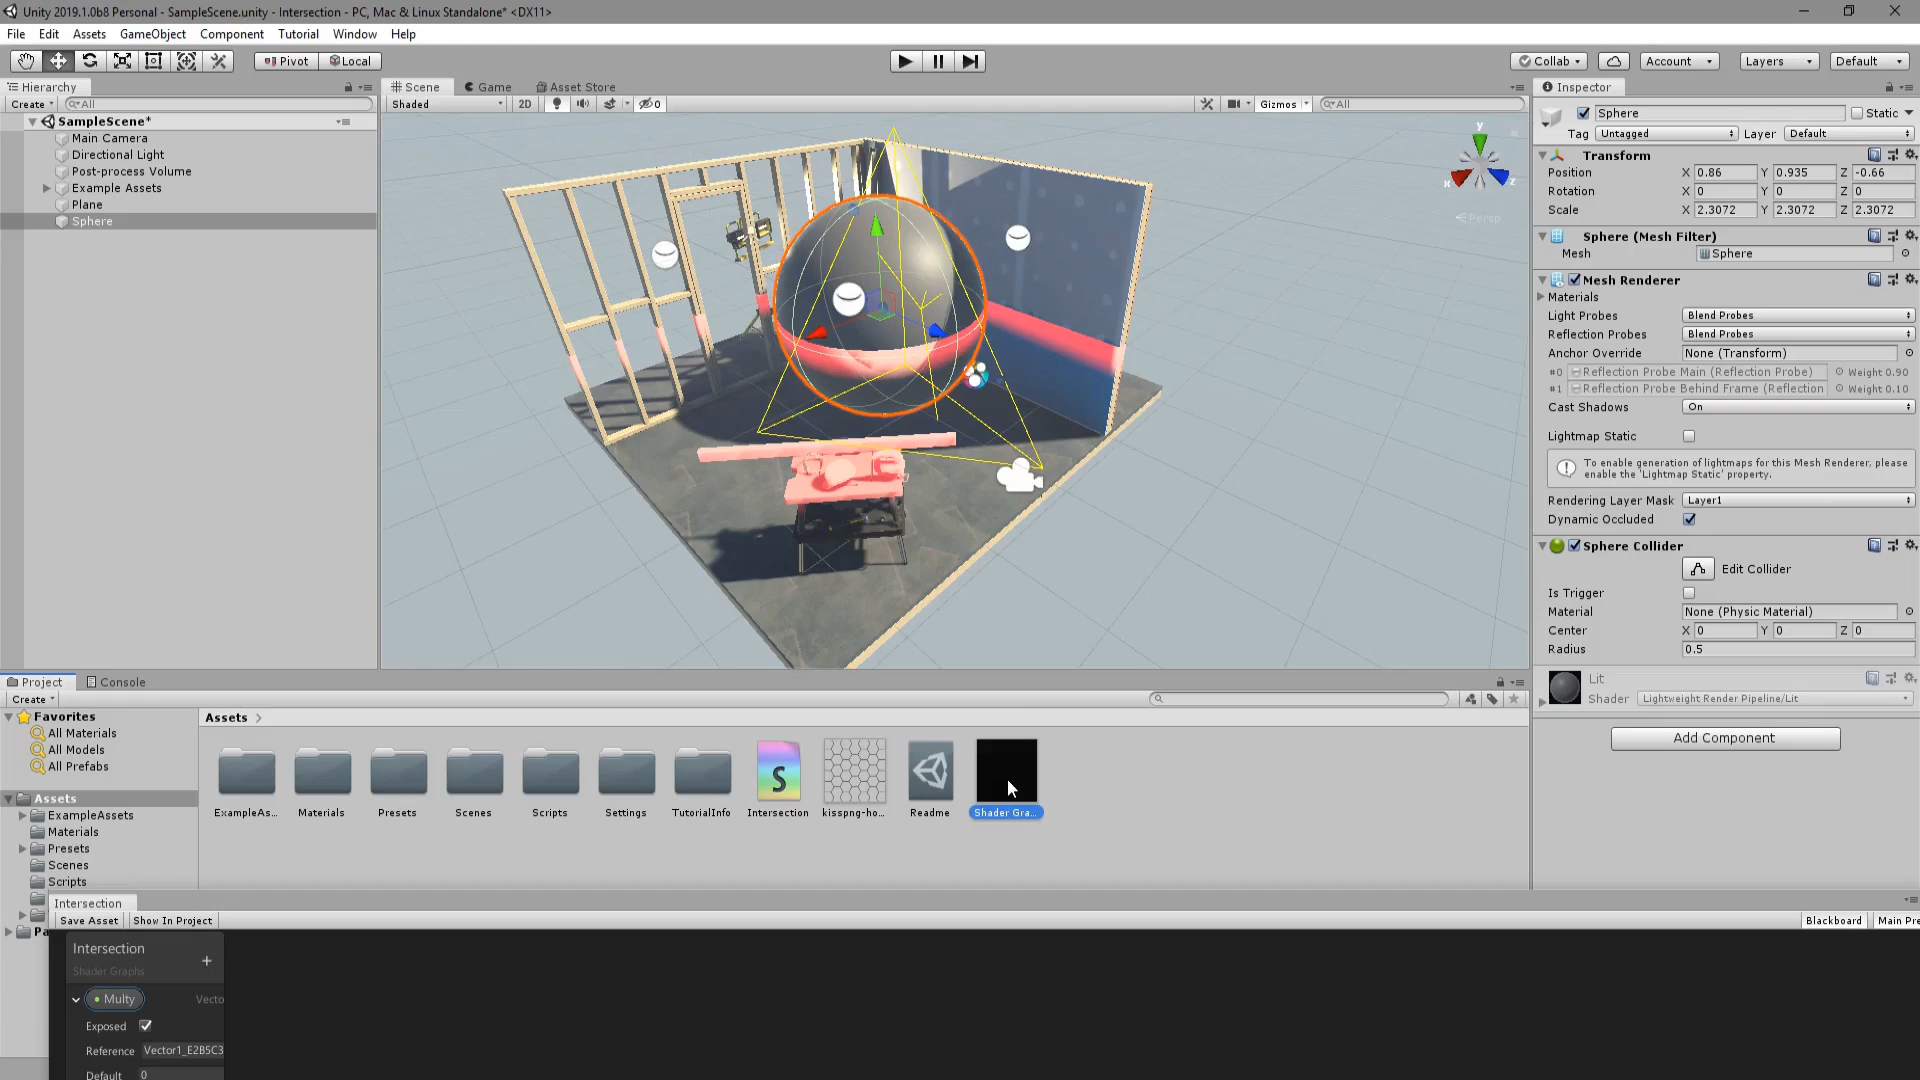 Unity 2019.1.0b8 Personal - SampleScene.unity - Intersection - PC, Mac & Linux Standalone* <DX11>
File Edit Assets GameObject Component Tutorial Window Help
Pivot Local
Collab Account Layers Default
Hierarchy
Create All
SampleScene*
Main Camera
Directional Light
Post-process Volume
Example Assets
Plane
Sphere
Scene Game Asset Store
Shaded 2D 0 Gizmos All
y
x z
Persp
Inspector
Sphere Static
Tag Untagged Layer Default
Transform
Position X 0.86 Y 0.935 Z -0.66
Rotation X 0 Y 0 Z 0
Scale X 2.3072 Y 2.3072 Z 2.3072
Sphere (Mesh Filter)
Mesh Sphere
Mesh Renderer
Materials
Light Probes Blend Probes
Reflection Probes Blend Probes
Anchor Override None (Transform)
#0 Reflection Probe Main (Reflection Probe) Weight 0.90
#1 Reflection Probe Behind Frame (Reflection Weight 0.10
Cast Shadows On
Lightmap Static
To enable generation of lightmaps for this Mesh Renderer, please
enable the 'Lightmap Static' property.
Rendering Layer Mask Layer1
Dynamic Occluded
Sphere Collider
Edit Collider
Is Trigger
Material None (Physic Material)
Center X 0 Y 0 Z 0
Radius 0.5
Lit
Shader Lightweight Render Pipeline/Lit
Add Component
Project Console
Create
Favorites
All Materials
All Models
All Prefabs
Assets
ExampleAssets
Materials
Presets
Scenes
Scripts
Pa
Assets
ExampleAs... Materials Presets Scenes Scripts Settings TutorialInfo Intersection kisspng-ho... Readme Shader Gra...
S
Intersection
Save Asset Show In Project Blackboard Main Pre
Intersection
Shader Graphs
Multy Vecto
Exposed
Reference Vector1_E2B5C3
Default 0